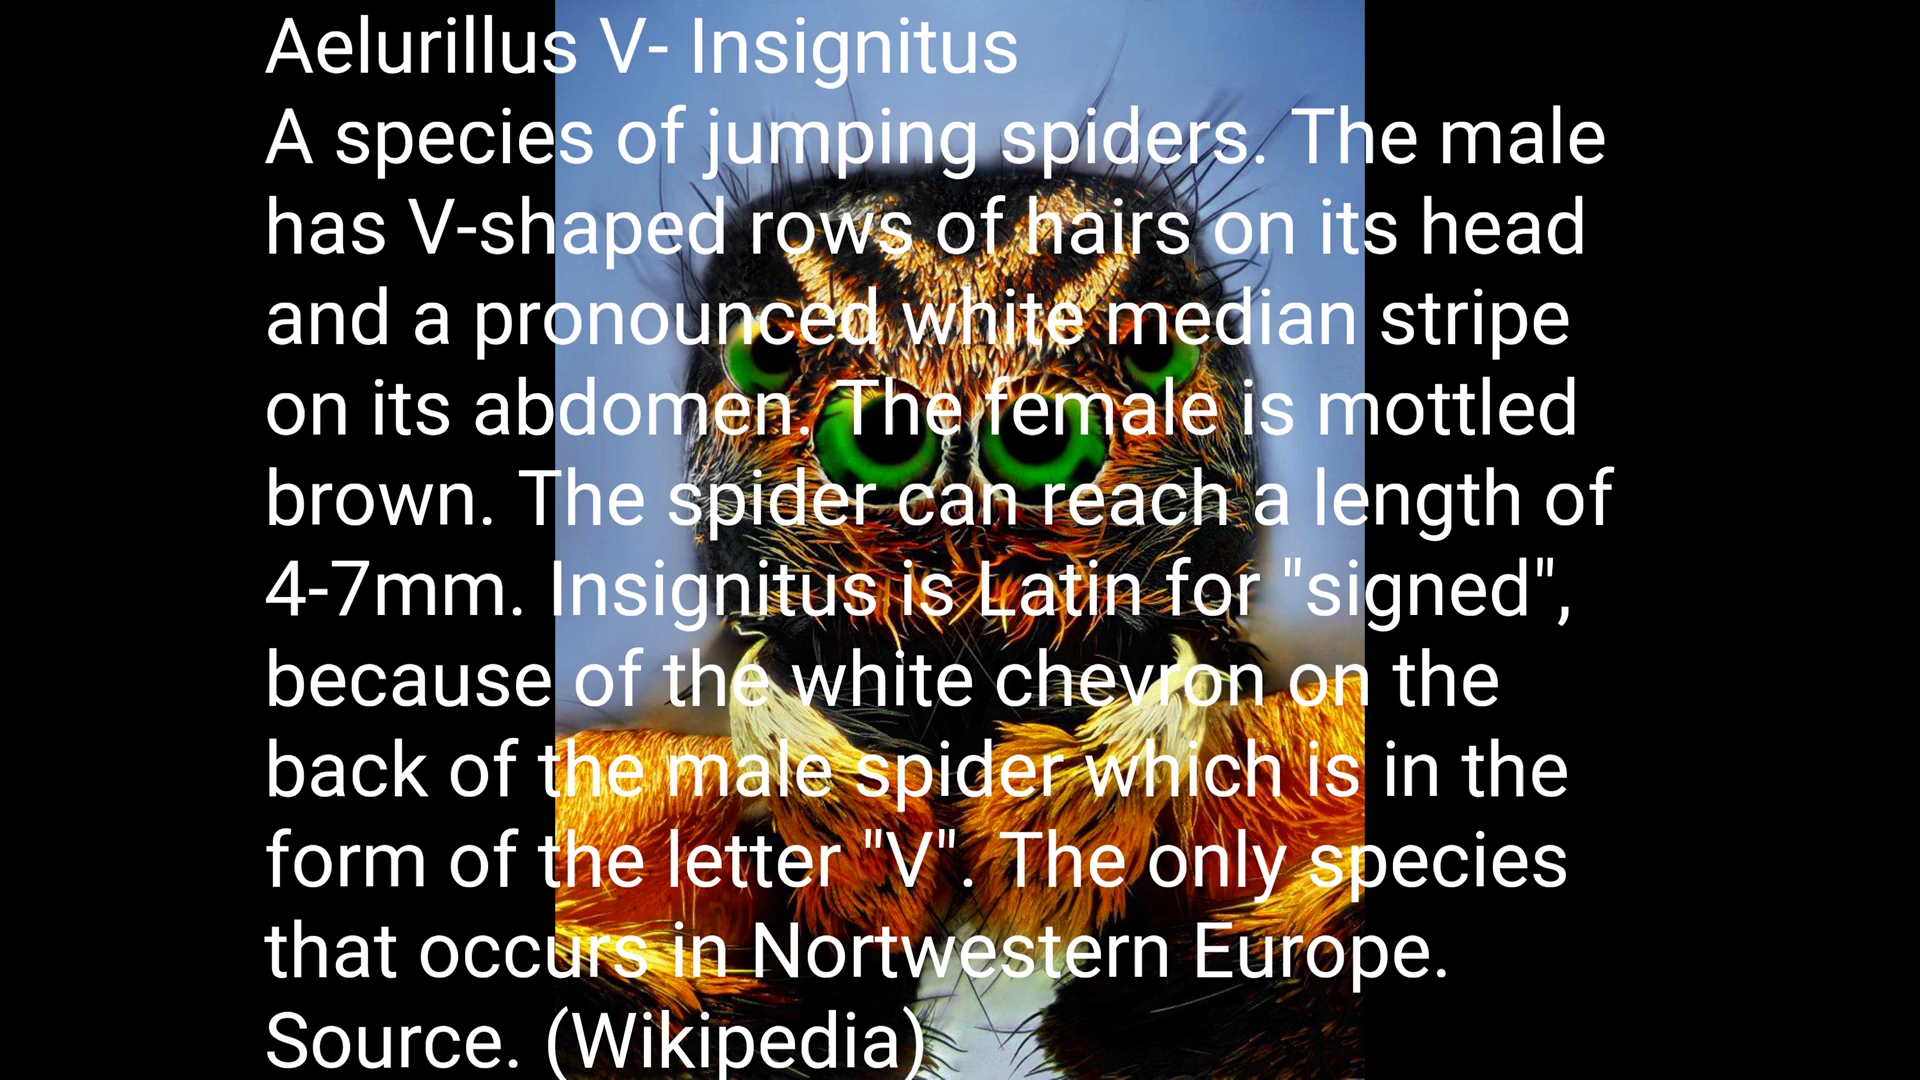 Aelurillus V- Insignitus
A species of jumping spiders. The male
has V-shaped rows of hairs on its head
and a pronounced white median stripe
on its abdomen. The female is mottled
brown. The spider can reach a length of
4-7mm. Insignitus is Latin for "signed",
because of the white chevron on the
back of the male spider which is in the
form of the letter "V". The only species
that occurs in Nortwestern Europe.
Source. (Wikipedia)